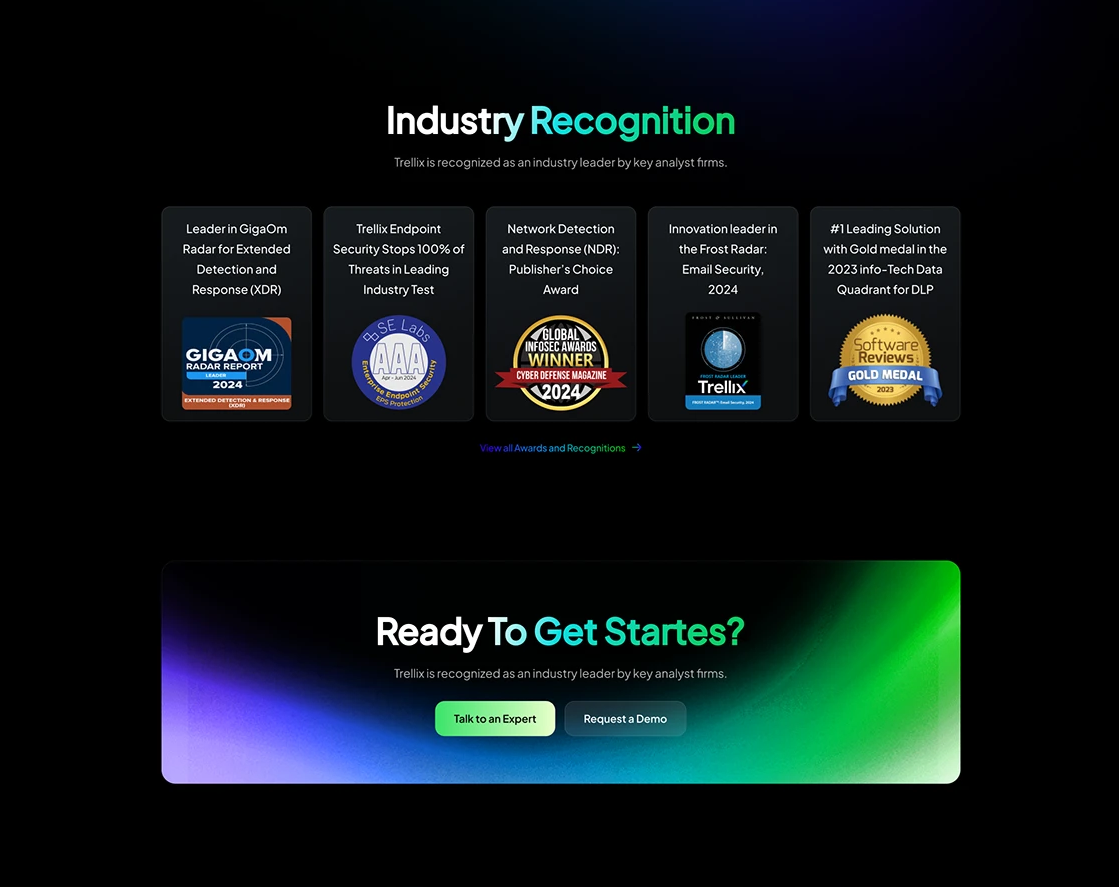 Industry Recognition
Trellix is recognized as an industry leader by key analyst firms.
Leader in GigaOm
Radar for Extended
Detection and
Response (XDR)
GIGAOM
RADAR REPORT
LEADER
2024
EXTENDED DETECTION & RESPONSE
(XDR)
Trellix Endpoint
Security Stops 100% of
Threats in Leading
Industry Test
SE Labs
AAA
Apr - Jun 2024
Enterprise Endpoint Security
EPS Protection
Network Detection
and Response (NDR):
Publisher's Choice
Award
GLOBAL
INFOSEC AWARDS
WINNER
CYBER DEFENSE MAGAZINE
2024
Innovation leader in
the Frost Radar:
Email Security,
2024
FROST & SULLIVAN
FROST RADAR LEADER
Trellix
FROST RADAR™: Email Security, 2024
#1 Leading Solution
with Gold medal in the
2023 info-Tech Data
Quadrant for DLP
Software
Reviews
GOLD MEDAL
2023
View all Awards and Recognitions →
Ready To Get Startes?
Trellix is recognized as an industry leader by key analyst firms.
Talk to an Expert
Request a Demo